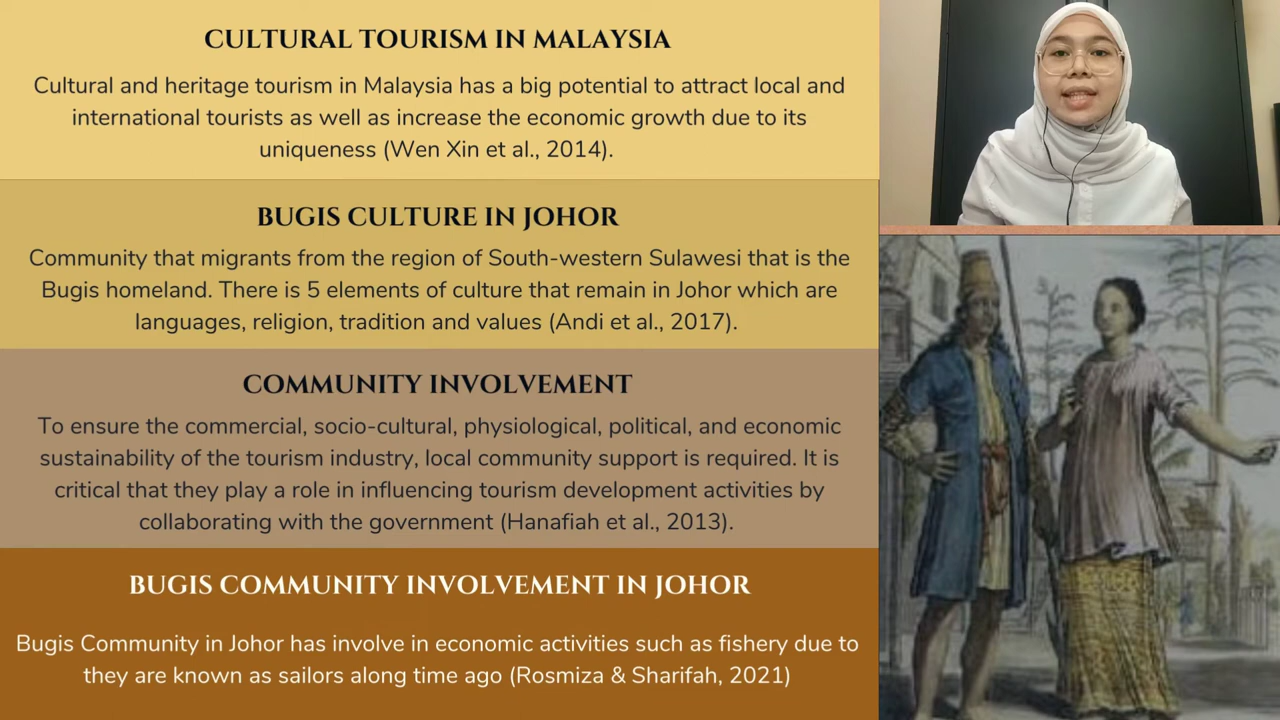 CULTURAL TOURISM IN MALAYSIA
Cultural and heritage tourism in Malaysia has a big potential to attract local and
international tourists as well as increase the economic growth due to its
uniqueness (Wen Xin et al., 2014).
BUGIS CULTURE IN JOHOR
Community that migrants from the region of South-western Sulawesi that is the
Bugis homeland. There is 5 elements of culture that remain in Johor which are
languages, religion, tradition and values (Andi et al., 2017).
COMMUNITY INVOLVEMENT
To ensure the commercial, socio-cultural, physiological, political, and economic
sustainability of the tourism industry, local community support is required. It is
critical that they play a role in influencing tourism development activities by
collaborating with the government (Hanafiah et al., 2013).
BUGIS COMMUNITY INVOLVEMENT IN JOHOR
Bugis Community in Johor has involve in economic activities such as fishery due to
they are known as sailors along time ago (Rosmiza & Sharifah, 2021)